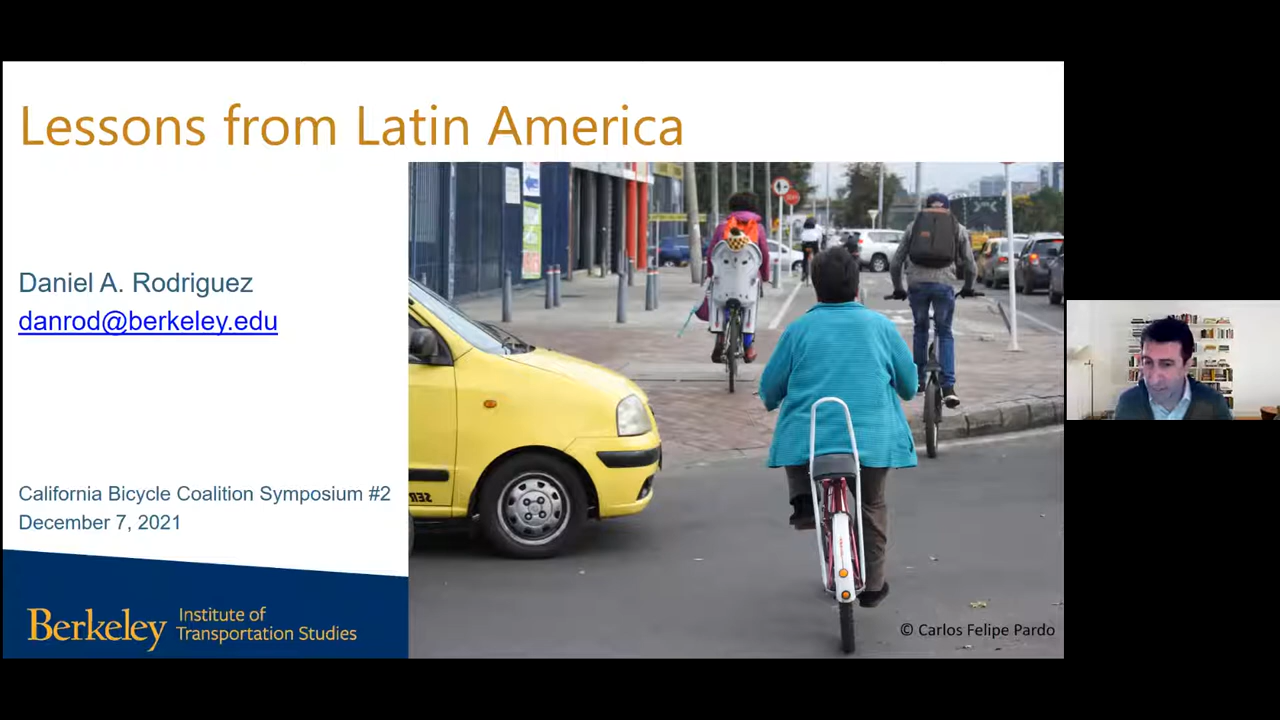 Lessons from Latin America
Daniel A. Rodriguez
danrod@berkeley.edu
California Bicycle Coalition Symposium #2
December 7, 2021
Berkeley
Institute of
Transportation Studies
© Carlos Felipe Pardo